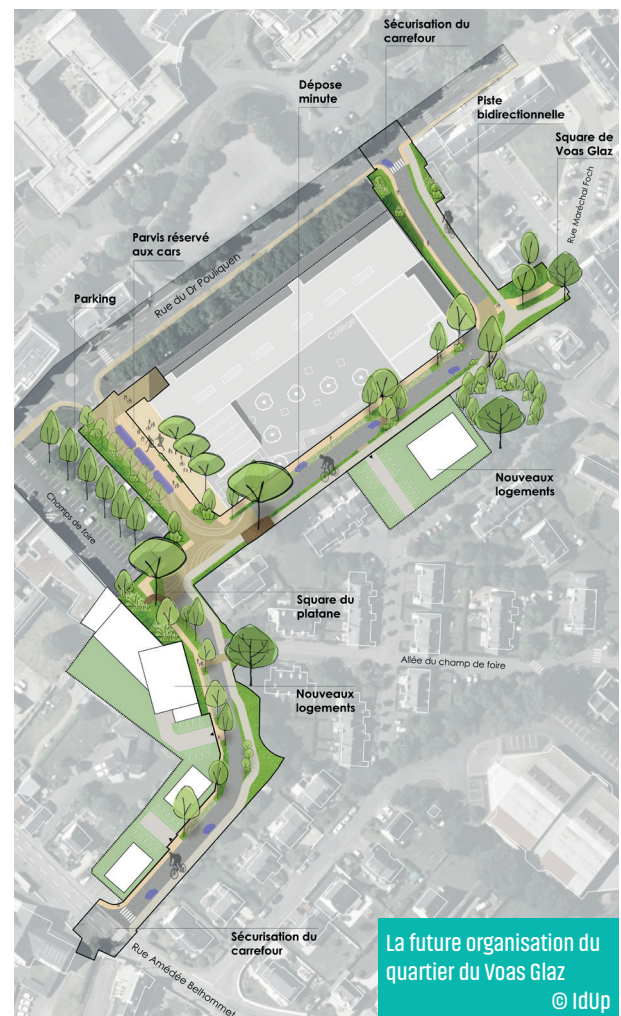 Sécurisation du
carrefour
Dépose
minute
Piste
bidirectionnelle
Square de
Voas Glaz
Rue Maréchal Foch
Parvis réservé
aux cars
Rue du Dr Pouliquen
Parking
Collège
Champs de foire
Nouveaux
logements
Square du
platane
Allée du champ de foire
Nouveaux
logements
Sécurisation du
carrefour
Rue Amédée Belhommet
La future organisation du
quartier du Voas Glaz
© IdUp